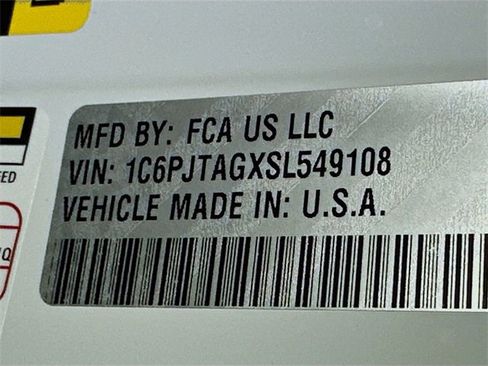 MFD BY: FCA US LLC
VIN: 1C6PJTAGXSL549108
VEHICLE MADE IN: U.S.A.